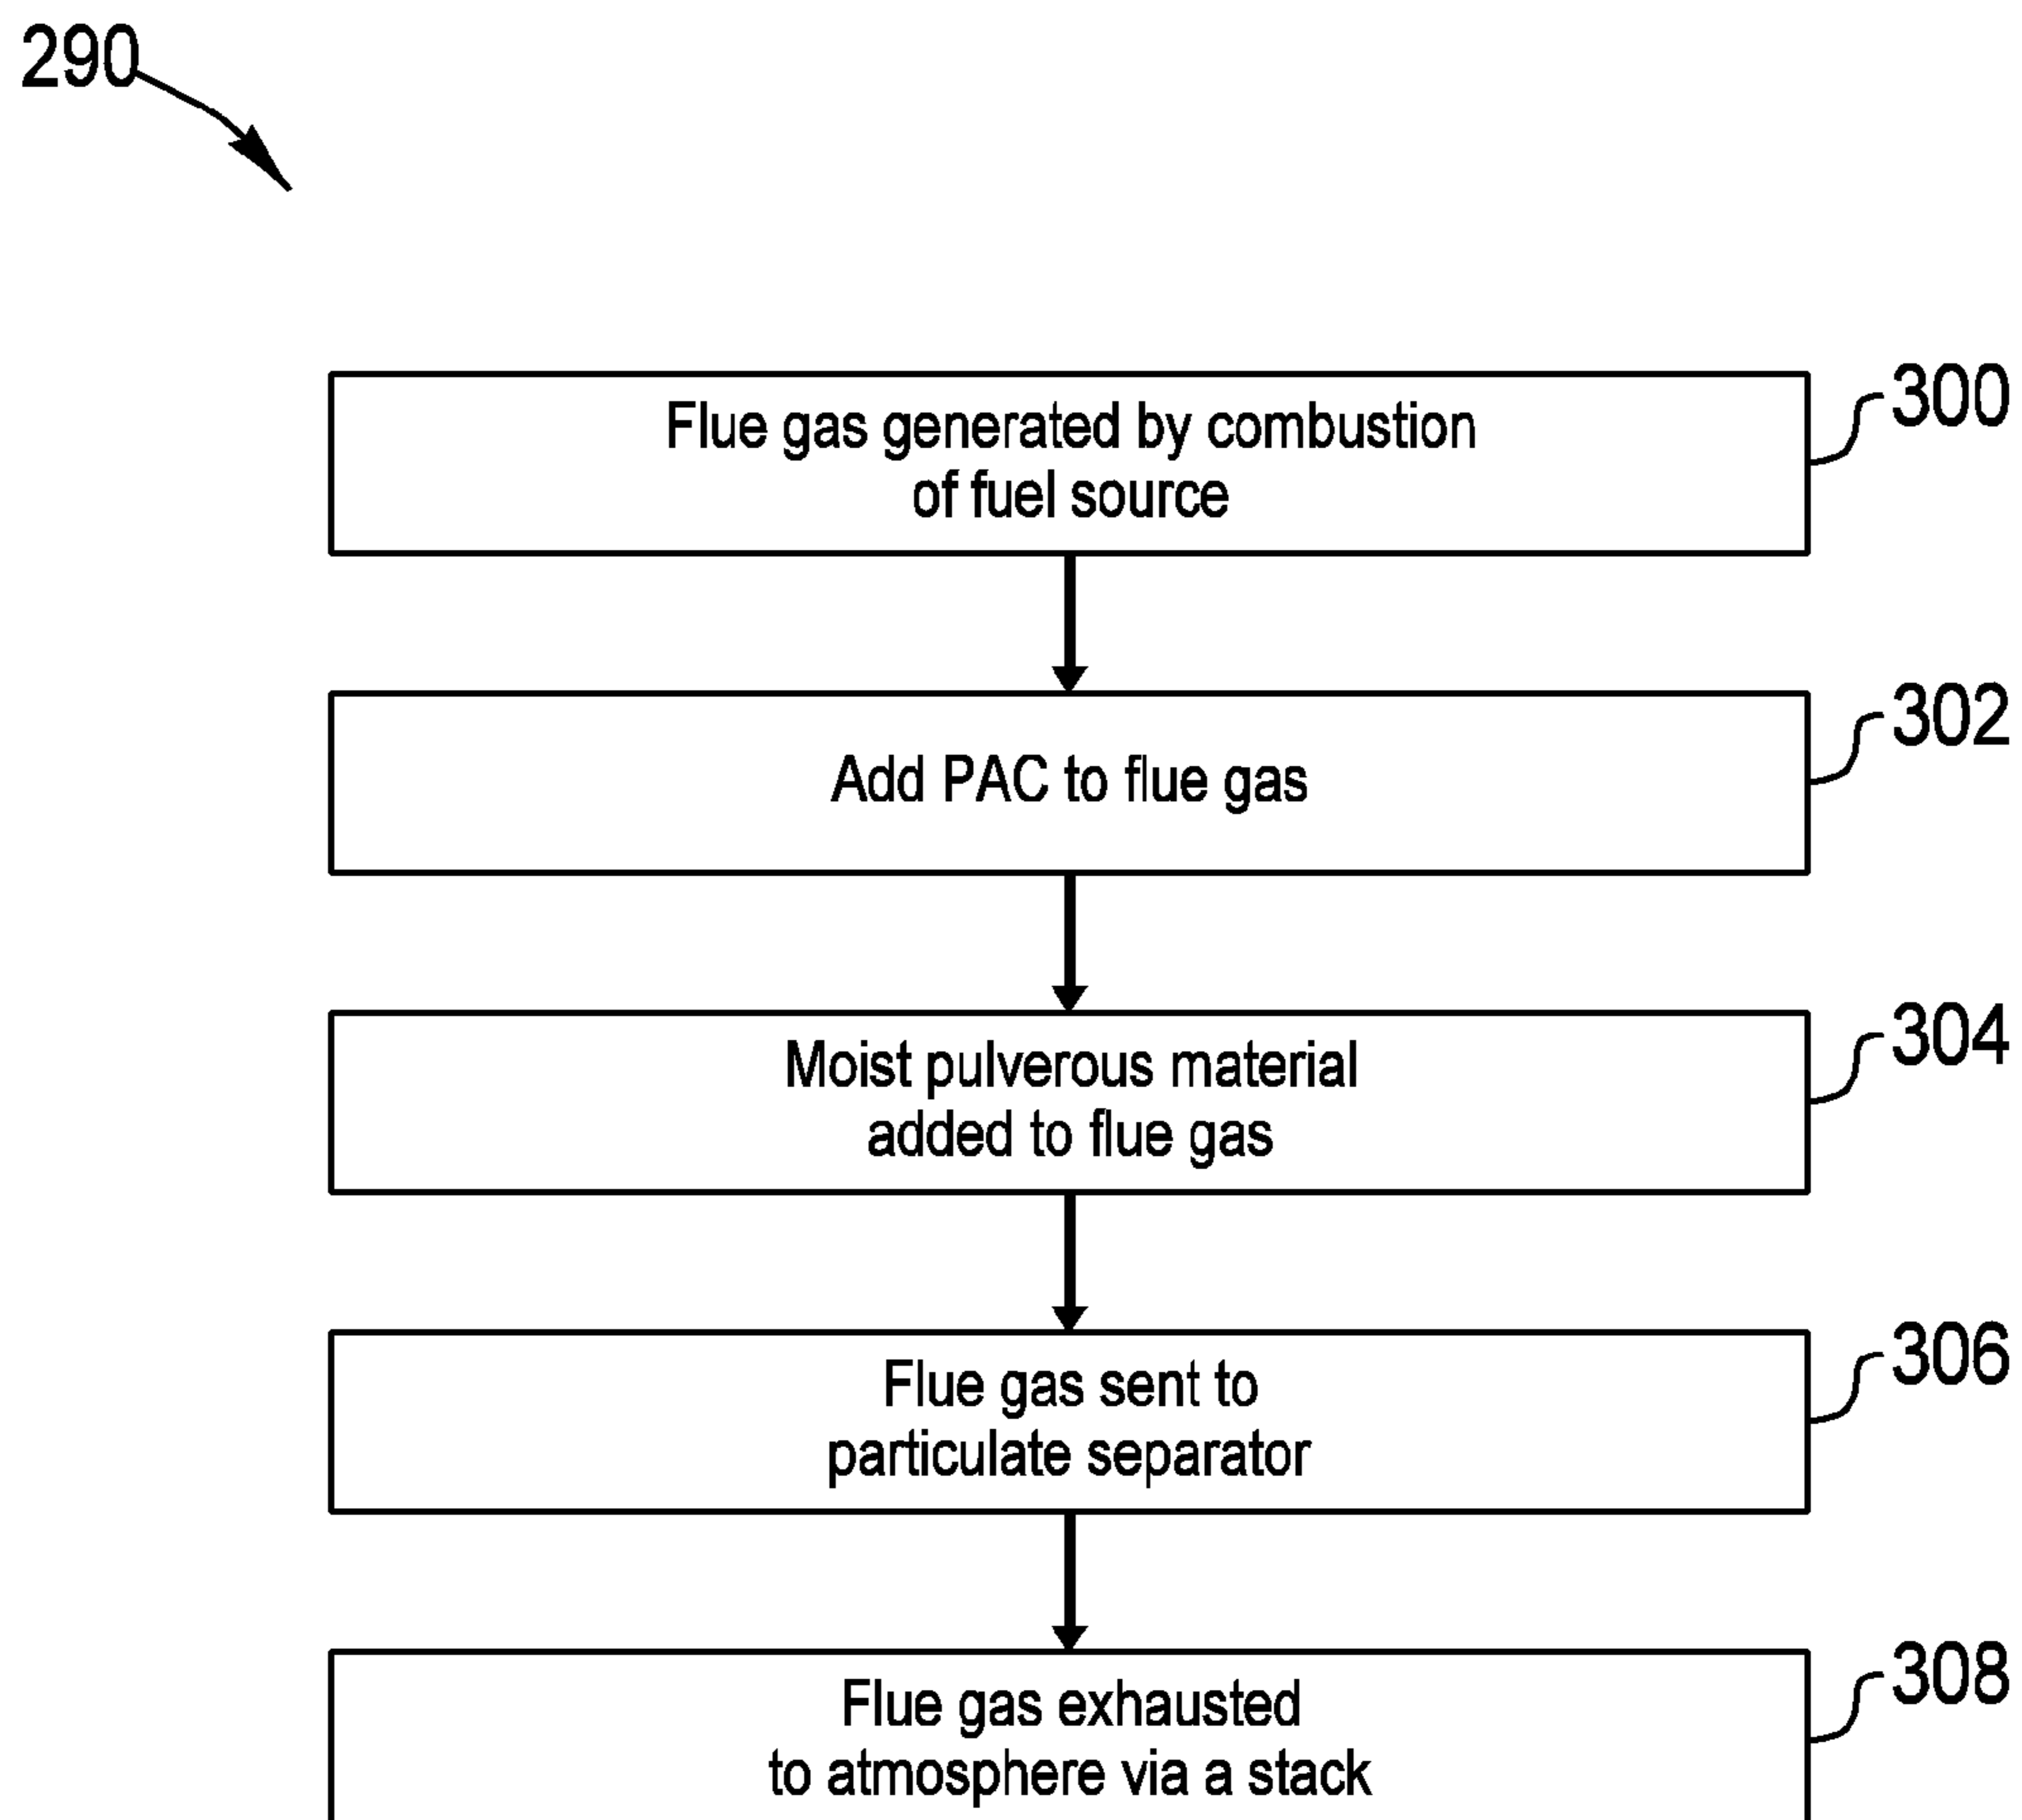 290
Flue gas generated by combustion
of fuel source
300
Add PAC to flue gas
302
Moist pulverous material
added to flue gas
304
Flue gas sent to
particulate separator
306
Flue gas exhausted
to atmosphere via a stack
308